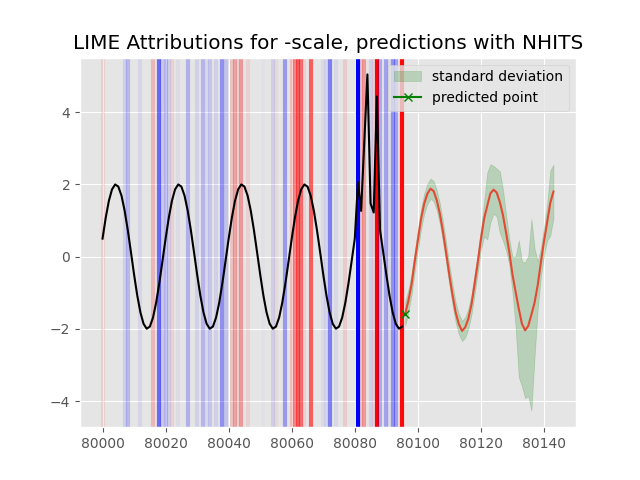 LIME Attributions for -scale, predictions with NHITS
standard deviation
predicted point
4
2
0
−2
−4
80000 80020 80040 80060 80080 80100 80120 80140